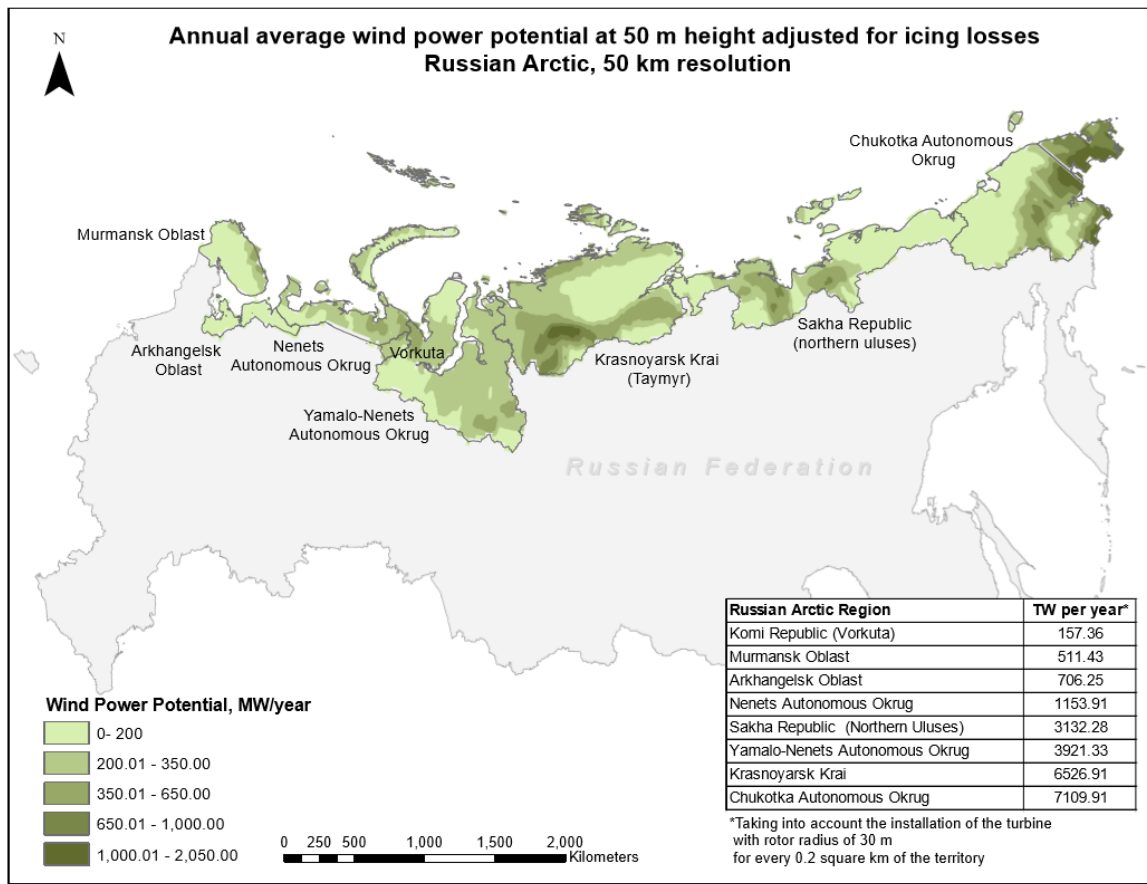 Annual average wind power potential at 50 m height adjusted for icing losses
Russian Arctic, 50 km resolution
N
Chukotka Autonomous
Okrug
Murmansk Oblast
Arkhangelsk
Oblast
Nenets
Autonomous Okrug
Vorkuta
Yamalo-Nenets
Autonomous Okrug
Krasnoyarsk Krai
(Taymyr)
Sakha Republic
(northern uluses)
Russian Federation
Russian Arctic Region TW per year*
Komi Republic (Vorkuta) 157.36
Murmansk Oblast 511.43
Arkhangelsk Oblast 706.25
Nenets Autonomous Okrug 1153.91
Sakha Republic (Northern Uluses) 3132.28
Yamalo-Nenets Autonomous Okrug 3921.33
Krasnoyarsk Krai 6526.91
Chukotka Autonomous Okrug 7109.91
*Taking into account the installation of the turbine
with rotor radius of 30 m
for every 0.2 square km of the territory
Wind Power Potential, MW/year
0- 200
200.01 - 350.00
350.01 - 650.00
650.01 - 1,000.00
1,000.01 - 2,050.00
0 250 500 1,000 1,500 2,000
Kilometers